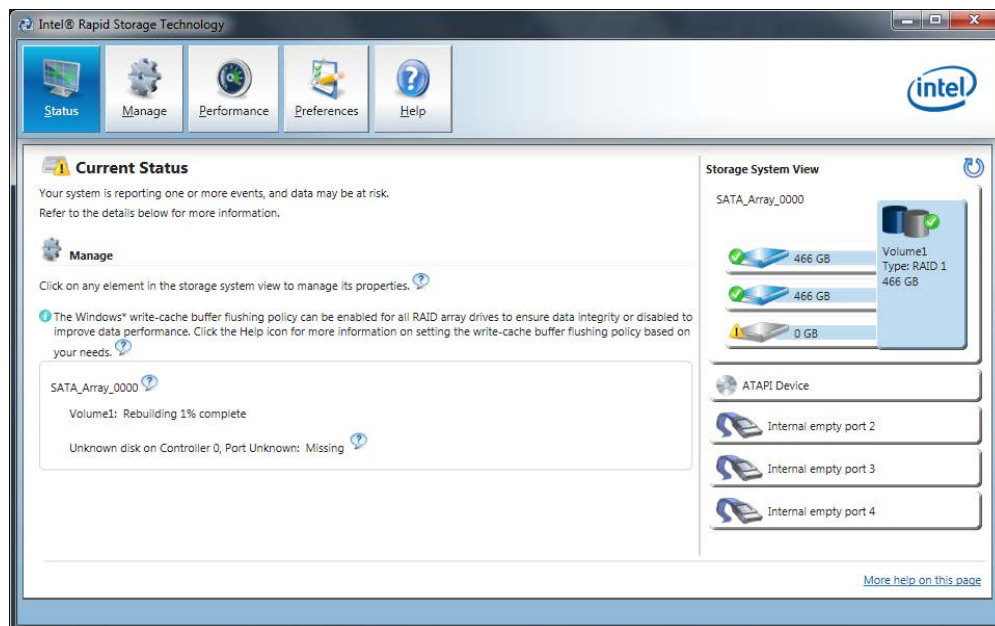 Intel® Rapid Storage Technology
Status
Manage
Performance
Preferences
Help
intel
Current Status
Your system is reporting one or more events, and data may be at risk.
Refer to the details below for more information.
Manage
Click on any element in the storage system view to manage its properties.
The Windows* write-cache buffer flushing policy can be enabled for all RAID array drives to ensure data integrity or disabled to
improve data performance. Click the Help icon for more information on setting the write-cache buffer flushing policy based on
your needs.
SATA_Array_0000
Volume1: Rebuilding 1% complete
Unknown disk on Controller 0, Port Unknown: Missing
Storage System View
SATA_Array_0000
466 GB
466 GB
0 GB
Volume1
Type: RAID 1
466 GB
ATAPI Device
Internal empty port 2
Internal empty port 3
Internal empty port 4
More help on this page